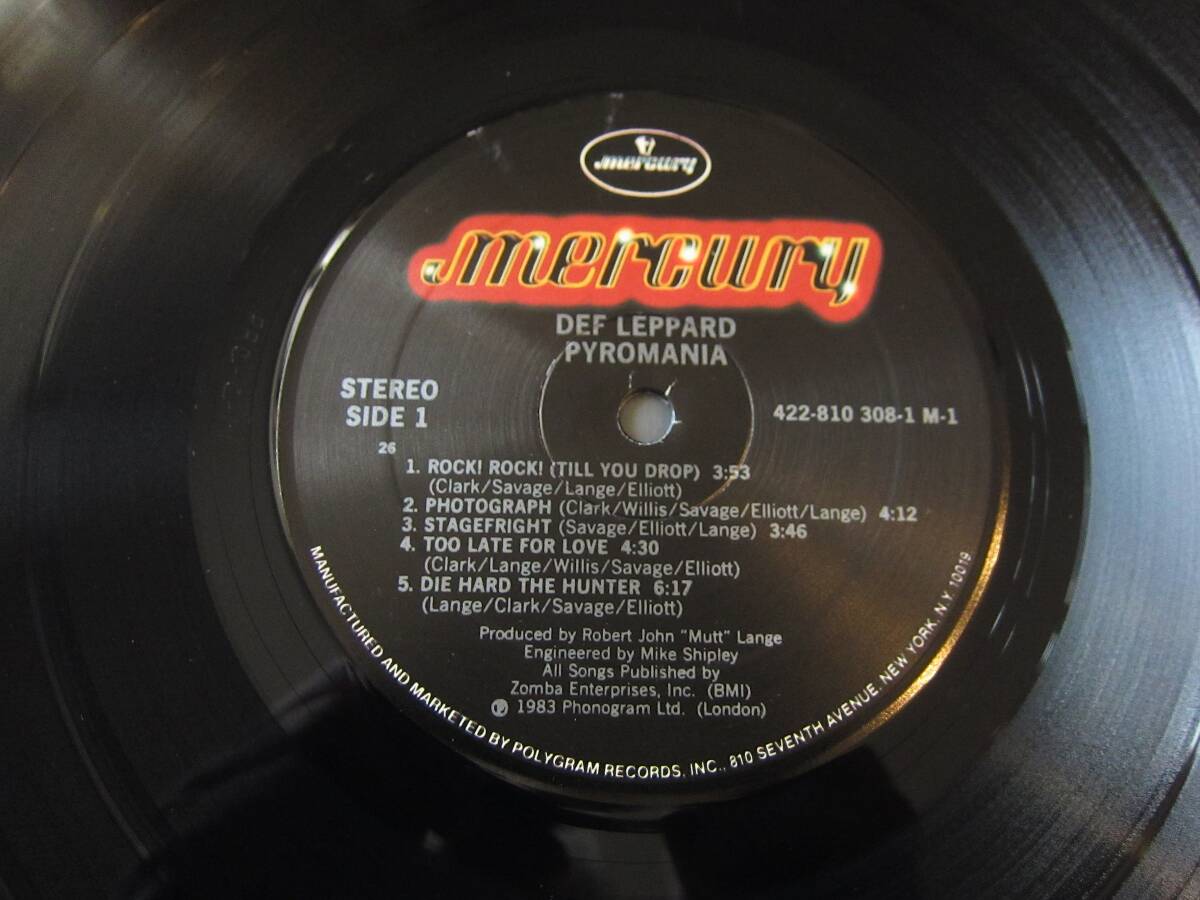 mercury
mercury
DEF LEPPARD
PYROMANIA
STEREO
SIDE 1
422-810 308-1 M-1
26
1. ROCK! ROCK! (TILL YOU DROP) 3:53
(Clark/Savage/Lange/Elliott)
2. PHOTOGRAPH (Clark/Willis/Savage/Elliott/Lange) 4:12
3. STAGEFRIGHT (Savage/Elliott/Lange) 3:46
4. TOO LATE FOR LOVE 4:30
(Clark/Lange/Willis/Savage/Elliott)
5. DIE HARD THE HUNTER 6:17
(Lange/Clark/Savage/Elliott)
Produced by Robert John "Mutt" Lange
Engineered by Mike Shipley
All Songs Published by
Zomba Enterprises, Inc. (BMI)
℗ 1983 Phonogram Ltd. (London)
MANUFACTURED AND MARKETED BY POLYGRAM RECORDS, INC., 810 SEVENTH AVENUE, NEW YORK, N.Y. 10019